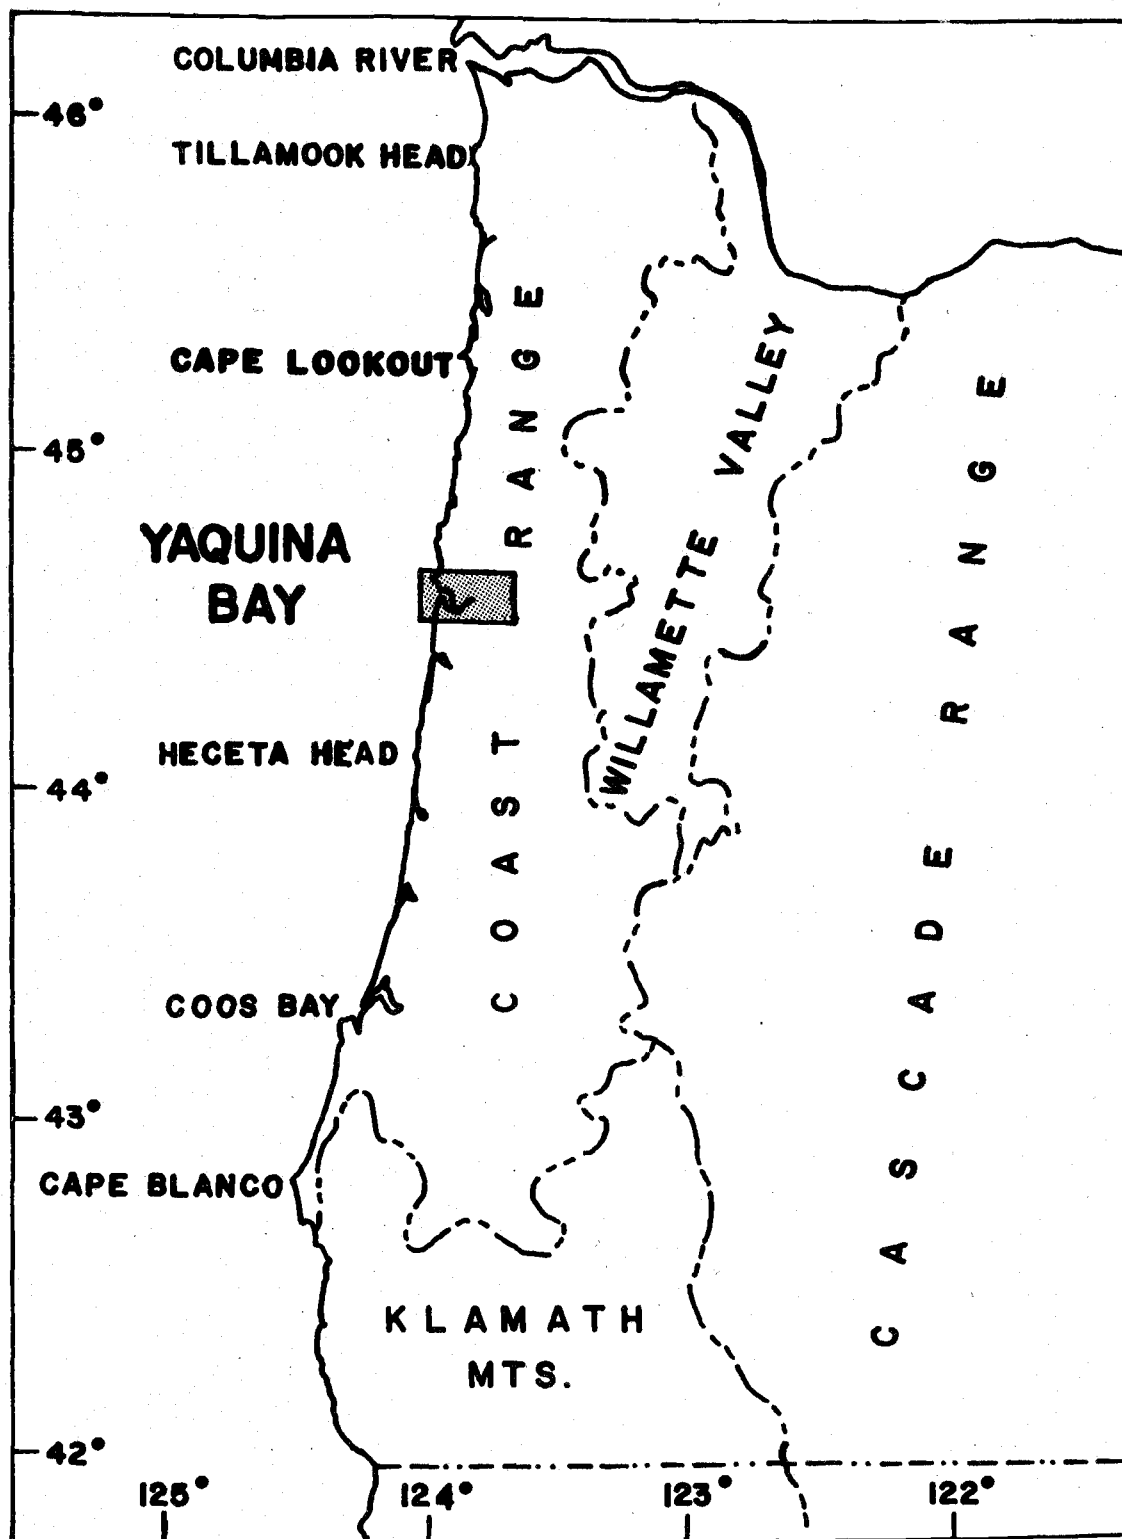 COLUMBIA RIVER
46°
TILLAMOOK HEAD
CAPE LOOKOUT
45°
YAQUINA
BAY
HECETA HEAD
44°
COOS BAY
43°
CAPE BLANCO
42°
COAST RANGE
WILLAMETTE VALLEY
CASCADE RANGE
KLAMATH
MTS.
125° 124° 123° 122°